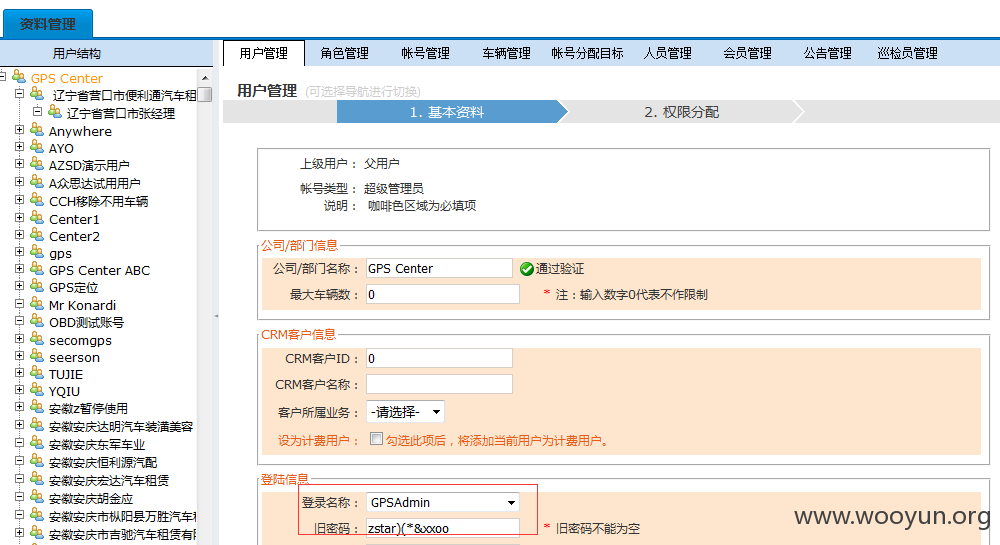 资料管理
用户结构
GPS Center
辽宁省营口市便利通汽车租
辽宁省营口市张经理
Anywhere
AYO
AZSD演示用户
A众思达试用用户
CCH移除不用车辆
Center1
Center2
gps
GPS Center ABC
GPS定位
Mr Konardi
OBD测试账号
secomgps
seerson
TUJIE
YQIU
安徽z暂停使用
安徽安庆达明汽车装潢美容
安徽安庆东军车业
安徽安庆恒利源汽配
安徽安庆宏达汽车租赁
安徽安庆胡金应
安徽安庆市枞阳县万胜汽车租
安徽安庆市吉驰汽车租赁有限
用户管理 角色管理 帐号管理 车辆管理 帐号分配目标 人员管理 会员管理 公告管理 巡检员管理
用户管理 (可选择导航进行切换)
1. 基本资料 2. 权限分配
上级用户： 父用户
帐号类型： 超级管理员
说明： 咖啡色区域为必填项
公司/部门信息
公司/部门名称： GPS Center 通过验证
最大车辆数： 0 * 注：输入数字0代表不作限制
CRM客户信息
CRM客户ID： 0
CRM客户名称：
客户所属业务： -请选择-
设为计费用户： 勾选此项后，将添加当前用户为计费用户。
登陆信息
登录名称： GPSAdmin
旧密码： zstar)(*&xxoo * 旧密码不能为空
www.wooyun.org